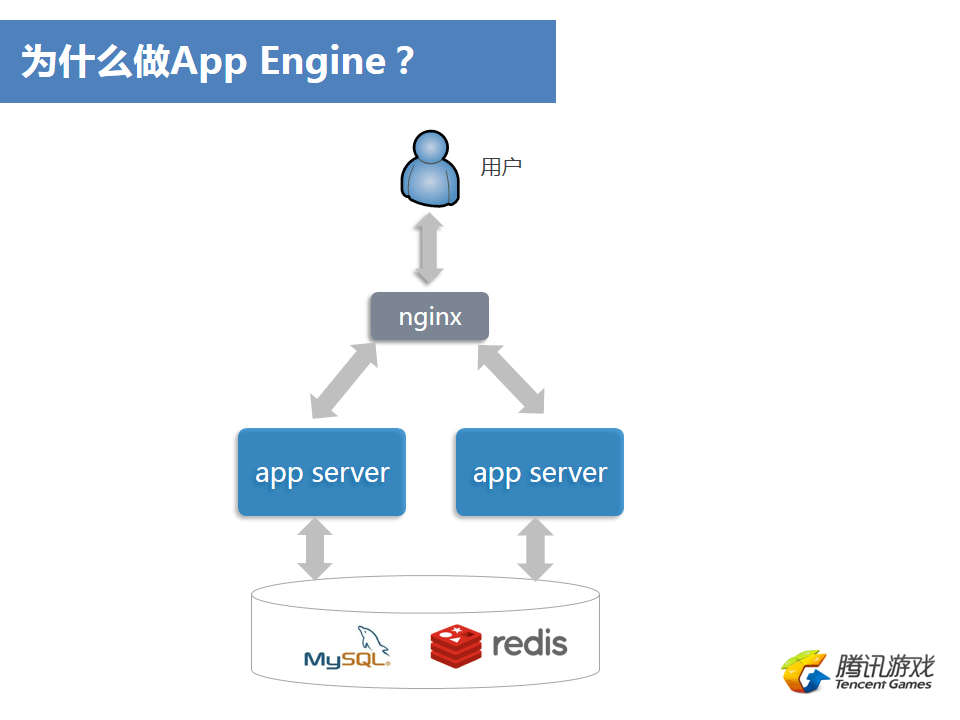 为什么做App Engine？
用户
nginx
app server
app server
MySQL®
redis
腾讯游戏
Tencent Games